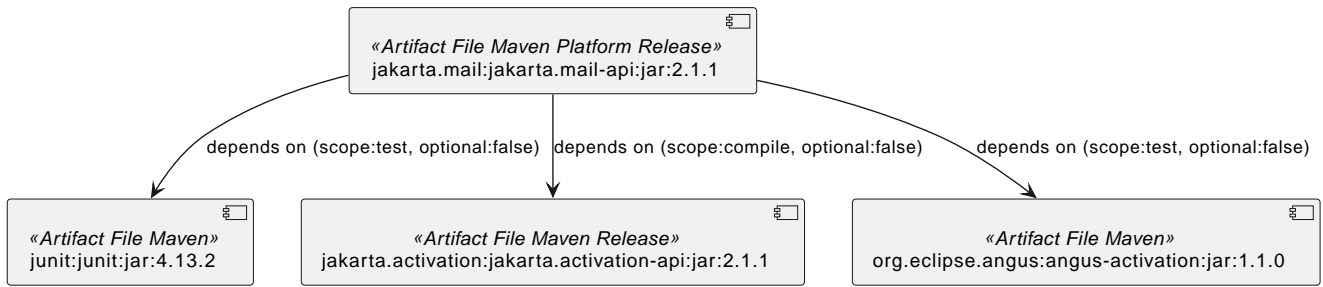 «Artifact File Maven Platform Release»
jakarta.mail:jakarta.mail-api:jar:2.1.1
depends on (scope:test, optional:false)
depends on (scope:compile, optional:false)
depends on (scope:test, optional:false)
«Artifact File Maven»
junit:junit:jar:4.13.2
«Artifact File Maven Release»
jakarta.activation:jakarta.activation-api:jar:2.1.1
«Artifact File Maven»
org.eclipse.angus:angus-activation:jar:1.1.0